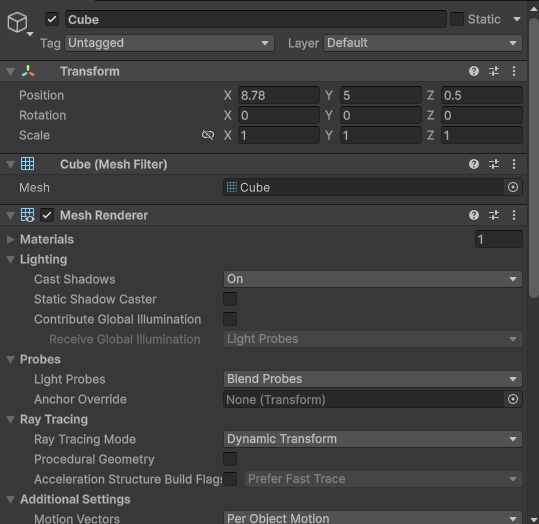 Cube Static
Tag Untagged Layer Default
Transform
Position X 8.78 Y 5 Z 0.5
Rotation X 0 Y 0 Z 0
Scale X 1 Y 1 Z 1
Cube (Mesh Filter)
Mesh Cube
Mesh Renderer
Materials 1
Lighting
Cast Shadows On
Static Shadow Caster
Contribute Global Illumination
Receive Global Illumination Light Probes
Probes
Light Probes Blend Probes
Anchor Override None (Transform)
Ray Tracing
Ray Tracing Mode Dynamic Transform
Procedural Geometry
Acceleration Structure Build Flags Prefer Fast Trace
Additional Settings
Motion Vectors Per Object Motion